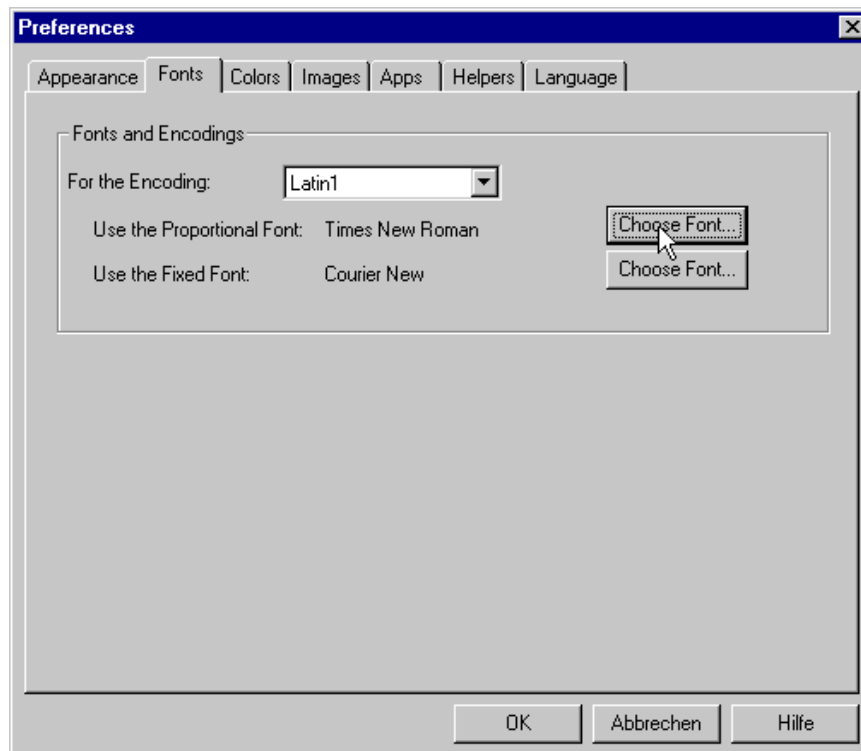 Preferences
Appearance Fonts Colors Images Apps Helpers Language
Fonts and Encodings
For the Encoding: Latin1
Use the Proportional Font: Times New Roman Choose Font...
Use the Fixed Font: Courier New Choose Font...
OK Abbrechen Hilfe